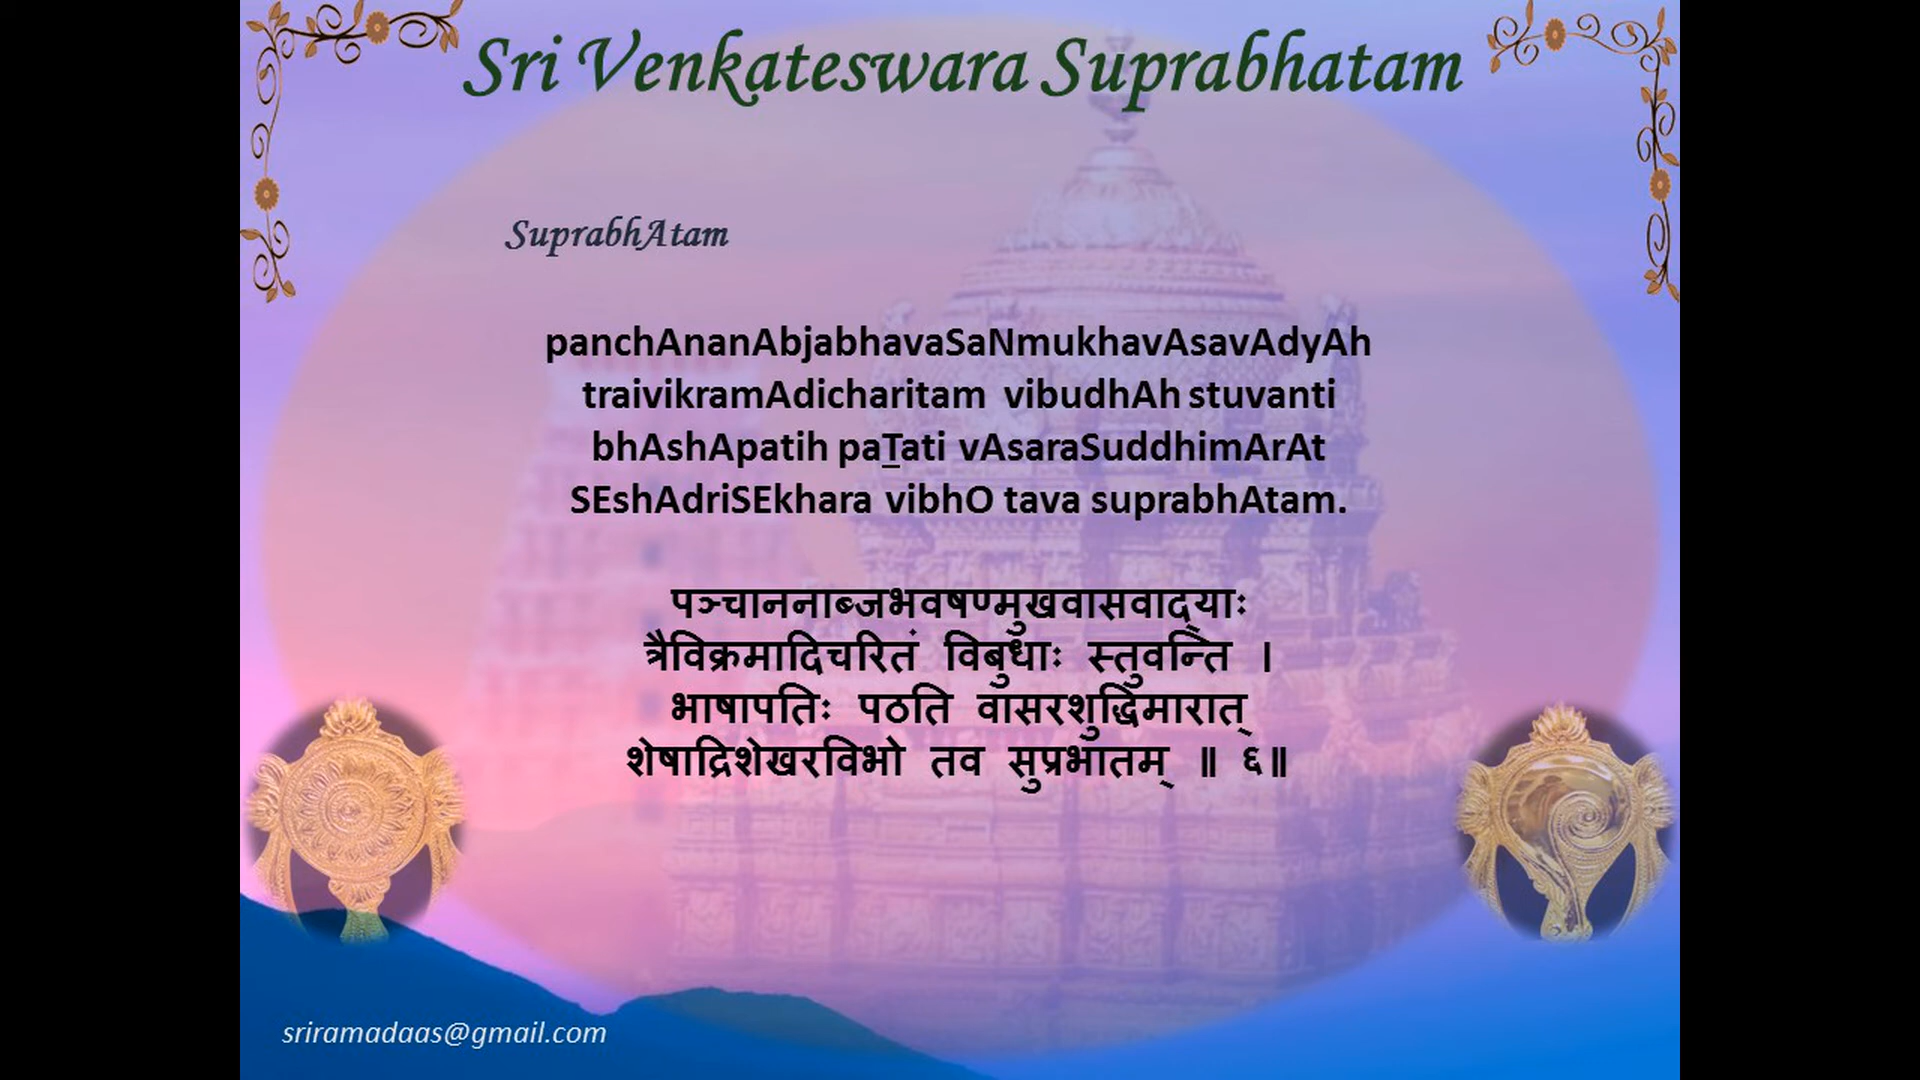 Sri Venkateswara Suprabhatam
SuprabhAtam
panchAnanAbjabhavaSaNmukhavAsavAdyAh
traivikramAdicharitam vibudhAh stuvanti
bhAshApatih paTati vAsaraSuddhimArAt
SEshAdriSEkhara vibhO tava suprabhAtam.
पञ्चाननाब्जभवषण्मुखवासवाद्याः
त्रैविक्रमादिचरितं विबुधाः स्तुवन्ति ।
भाषापतिः पठति वासरशुद्धिमारात्
शेषाद्रिशेखरविभो तव सुप्रभातम् ॥ ६॥
sriramadaas@gmail.com